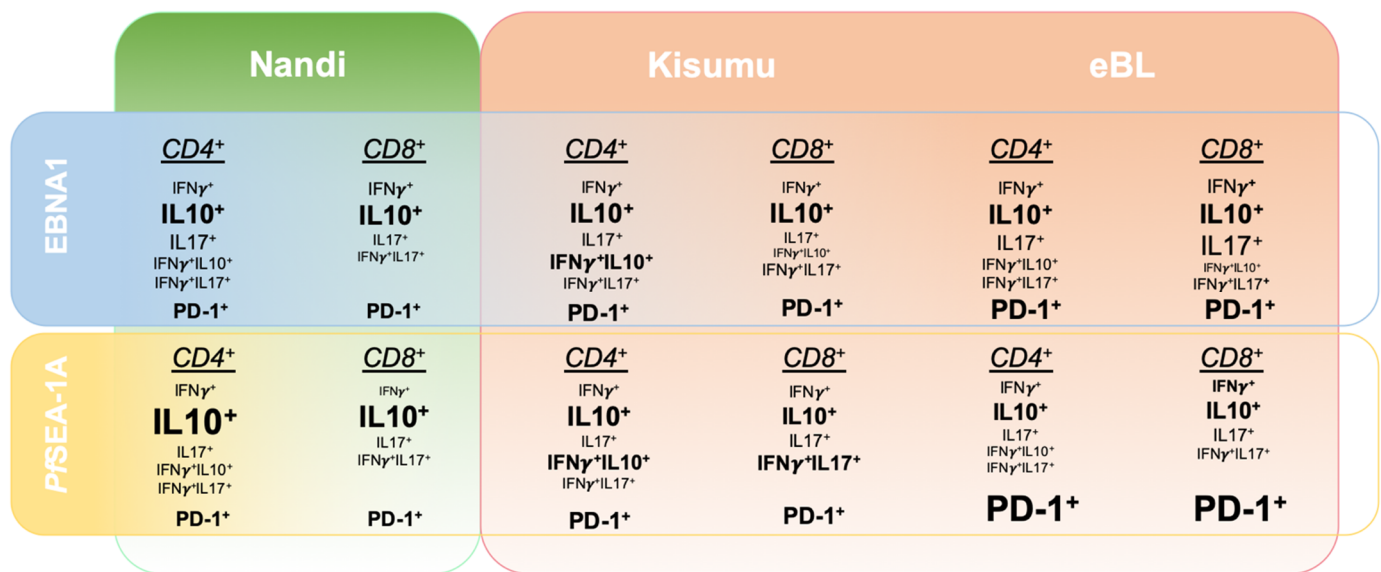 Nandi
Kisumu
eBL
EBNA1
CD4⁺
IFNγ⁺
IL10⁺
IL17⁺
IFNγ⁺IL10⁺
IFNγ⁺IL17⁺
PD-1⁺
CD8⁺
IFNγ⁺
IL10⁺
IL17⁺
IFNγ⁺IL17⁺
PD-1⁺
CD4⁺
IFNγ⁺
IL10⁺
IL17⁺
IFNγ⁺IL10⁺
IFNγ⁺IL17⁺
PD-1⁺
CD8⁺
IFNγ⁺
IL10⁺
IL17⁺
IFNγ⁺IL10⁺
IFNγ⁺IL17⁺
PD-1⁺
CD4⁺
IFNγ⁺
IL10⁺
IL17⁺
IFNγ⁺IL10⁺
IFNγ⁺IL17⁺
PD-1⁺
CD8⁺
IFNγ⁺
IL10⁺
IL17⁺
IFNγ⁺IL10⁺
IFNγ⁺IL17⁺
PD-1⁺
PfSEA-1A
CD4⁺
IFNγ⁺
IL10⁺
IL17⁺
IFNγ⁺IL10⁺
IFNγ⁺IL17⁺
PD-1⁺
CD8⁺
IFNγ⁺
IL10⁺
IL17⁺
IFNγ⁺IL17⁺
PD-1⁺
CD4⁺
IFNγ⁺
IL10⁺
IL17⁺
IFNγ⁺IL10⁺
IFNγ⁺IL17⁺
PD-1⁺
CD8⁺
IFNγ⁺
IL10⁺
IL17⁺
IFNγ⁺IL17⁺
PD-1⁺
CD4⁺
IFNγ⁺
IL10⁺
IL17⁺
IFNγ⁺IL10⁺
IFNγ⁺IL17⁺
PD-1⁺
CD8⁺
IFNγ⁺
IL10⁺
IL17⁺
IFNγ⁺IL17⁺
PD-1⁺